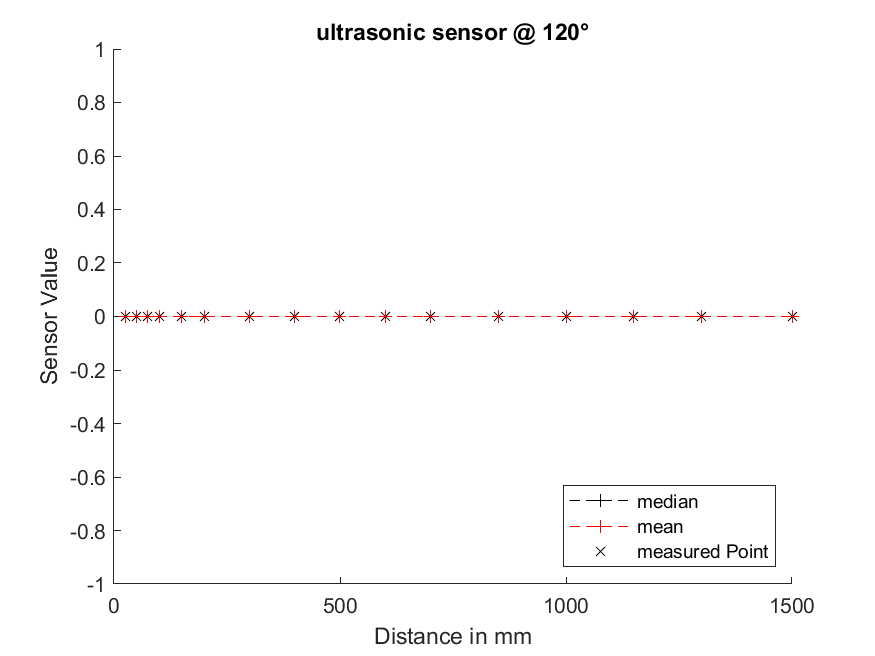 ultrasonic sensor @ 120°
1
0.8
0.6
0.4
0.2
0
-0.2
-0.4
-0.6
-0.8
-1
Sensor Value
median
mean
measured Point
0 500 1000 1500
Distance in mm